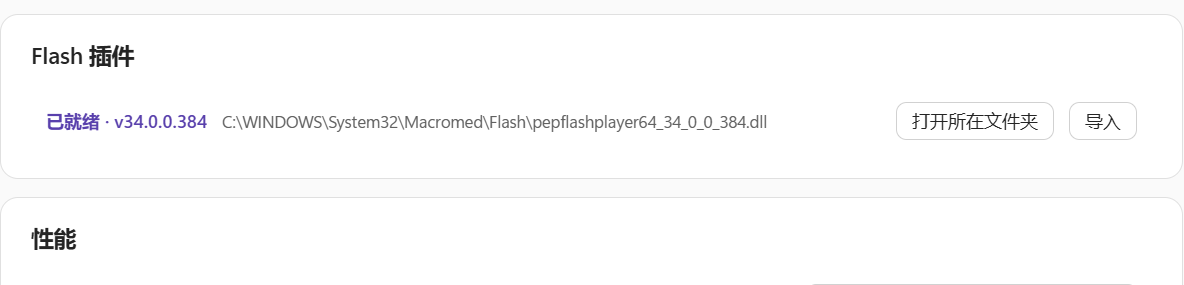 Flash 插件
已就绪 · v34.0.0.384 C:\WINDOWS\System32\Macromed\Flash\pepflashplayer64_34_0_0_384.dll 打开所在文件夹 导入
性能